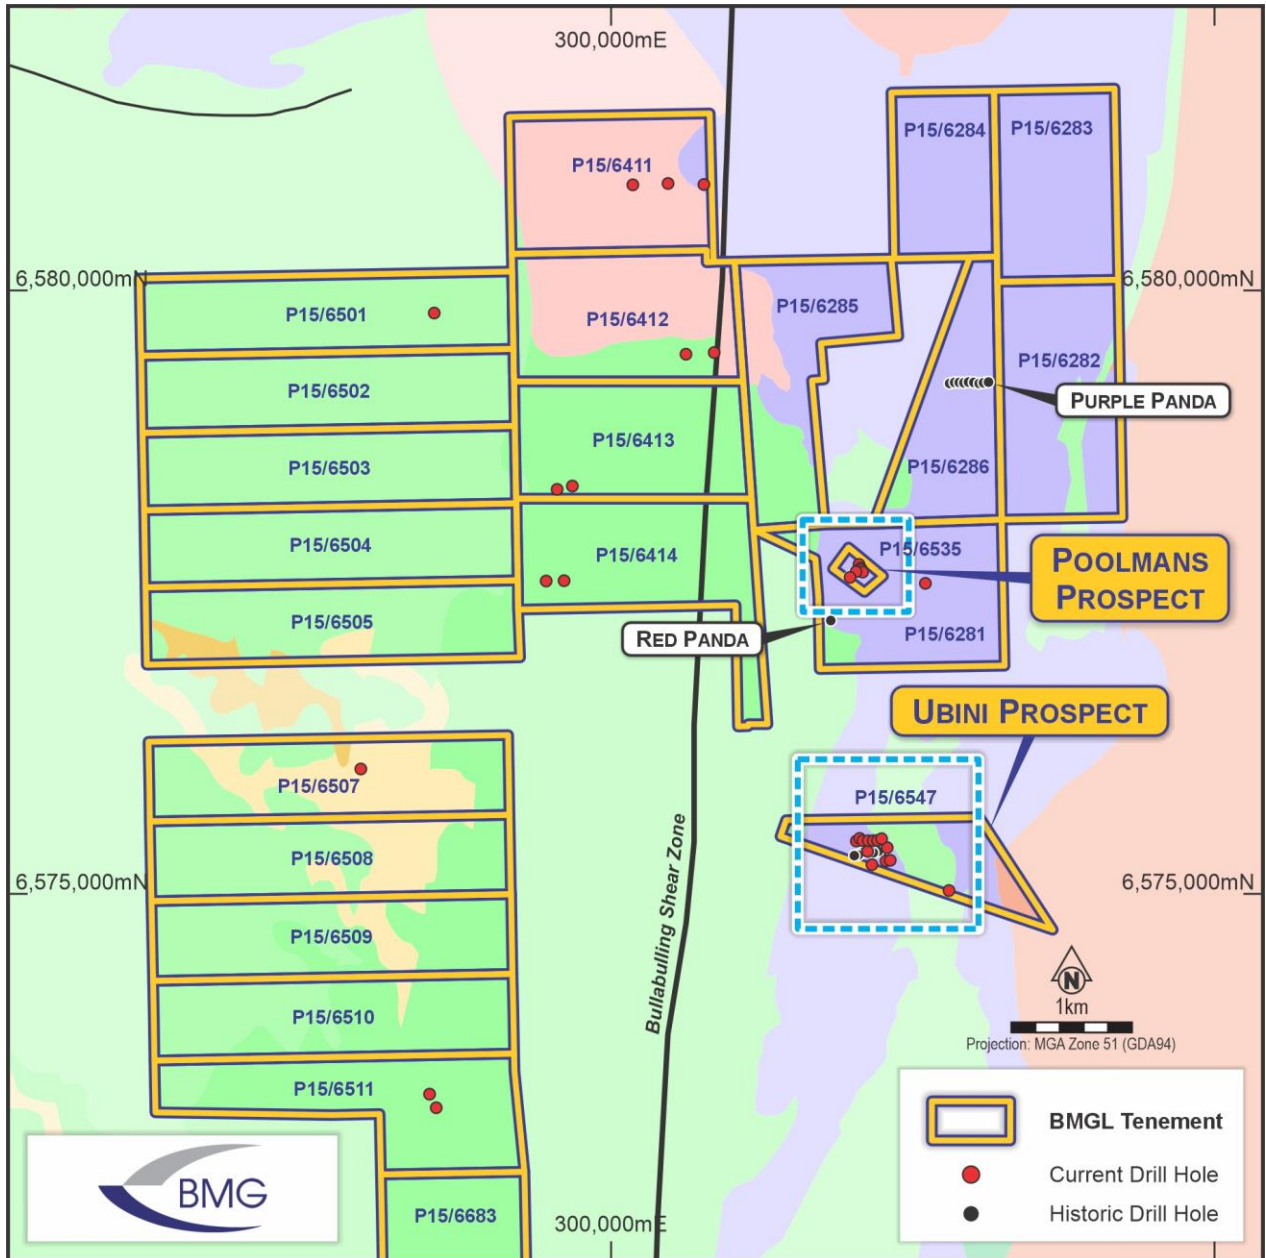 300,000mE
P15/6284
P15/6283
P15/6411
6,580,000mN
6,580,000mN
P15/6501
P15/6412
P15/6285
P15/6502
P15/6282
PURPLE PANDA
P15/6503
P15/6413
P15/6286
P15/6504
P15/6414
P15/6535
POOLMANS
PROSPECT
P15/6505
RED PANDA
P15/6281
UBINI PROSPECT
P15/6507
P15/6547
P15/6508
Bullabulling Shear Zone
6,575,000mN
6,575,000mN
P15/6509
N
1km
Projection: MGA Zone 51 (GDA94)
P15/6510
P15/6511
BMGL Tenement
Current Drill Hole
Historic Drill Hole
BMG
P15/6683
300,000mE